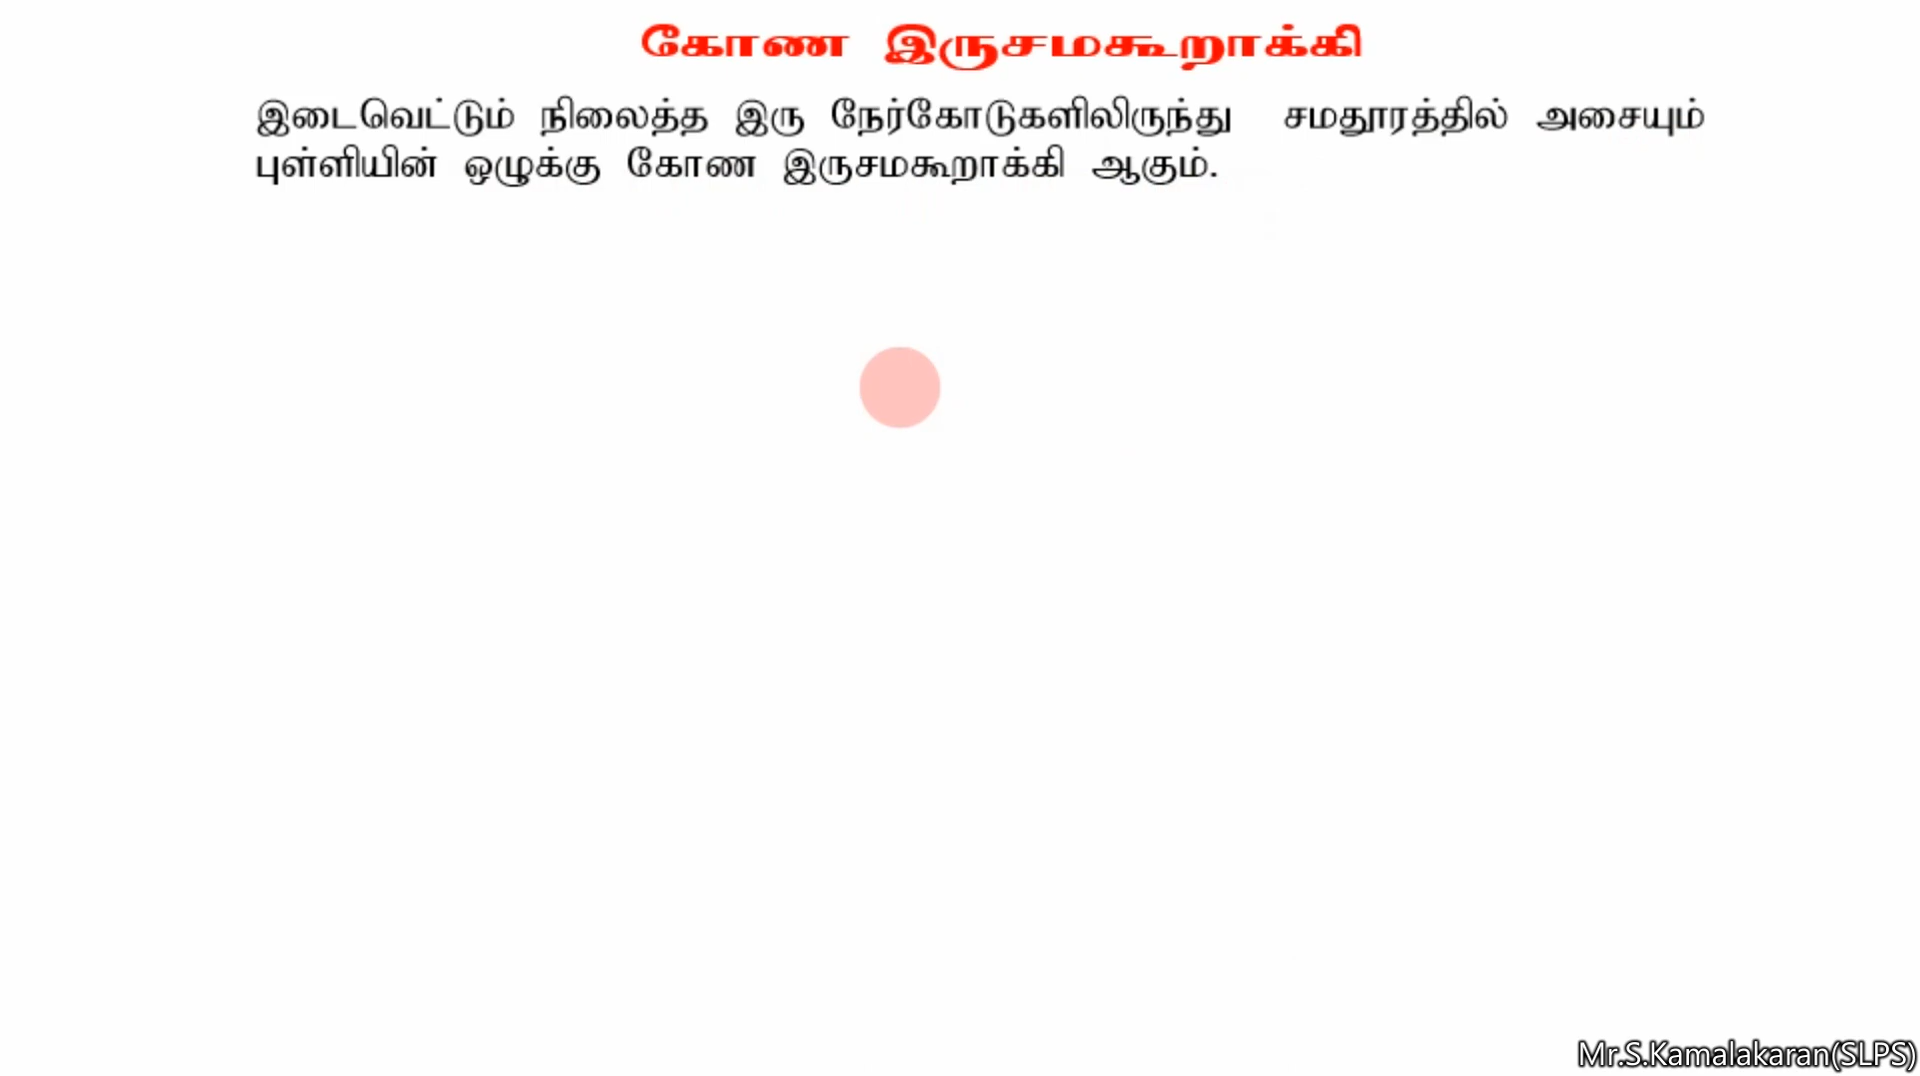 கோண இருசமகூறாக்கி
இடைவெட்டும் நிலைத்த இரு நேர்கோடுகளிலிருந்து சமதூரத்தில் அசையும்
புள்ளியின் ஒழுக்கு கோண இருசமகூறாக்கி ஆகும்.
Mr.S.Kamalakaran(SLPS)